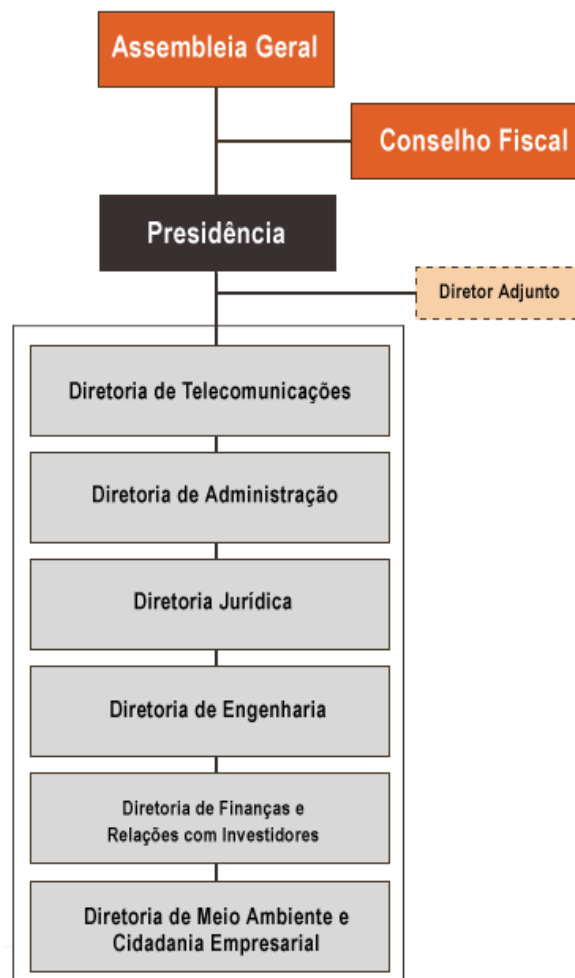 Assembleia Geral
Conselho Fiscal
Presidência
Diretor Adjunto
Diretoria de Telecomunicações
Diretoria de Administração
Diretoria Jurídica
Diretoria de Engenharia
Diretoria de Finanças e
Relações com Investidores
Diretoria de Meio Ambiente e
Cidadania Empresarial